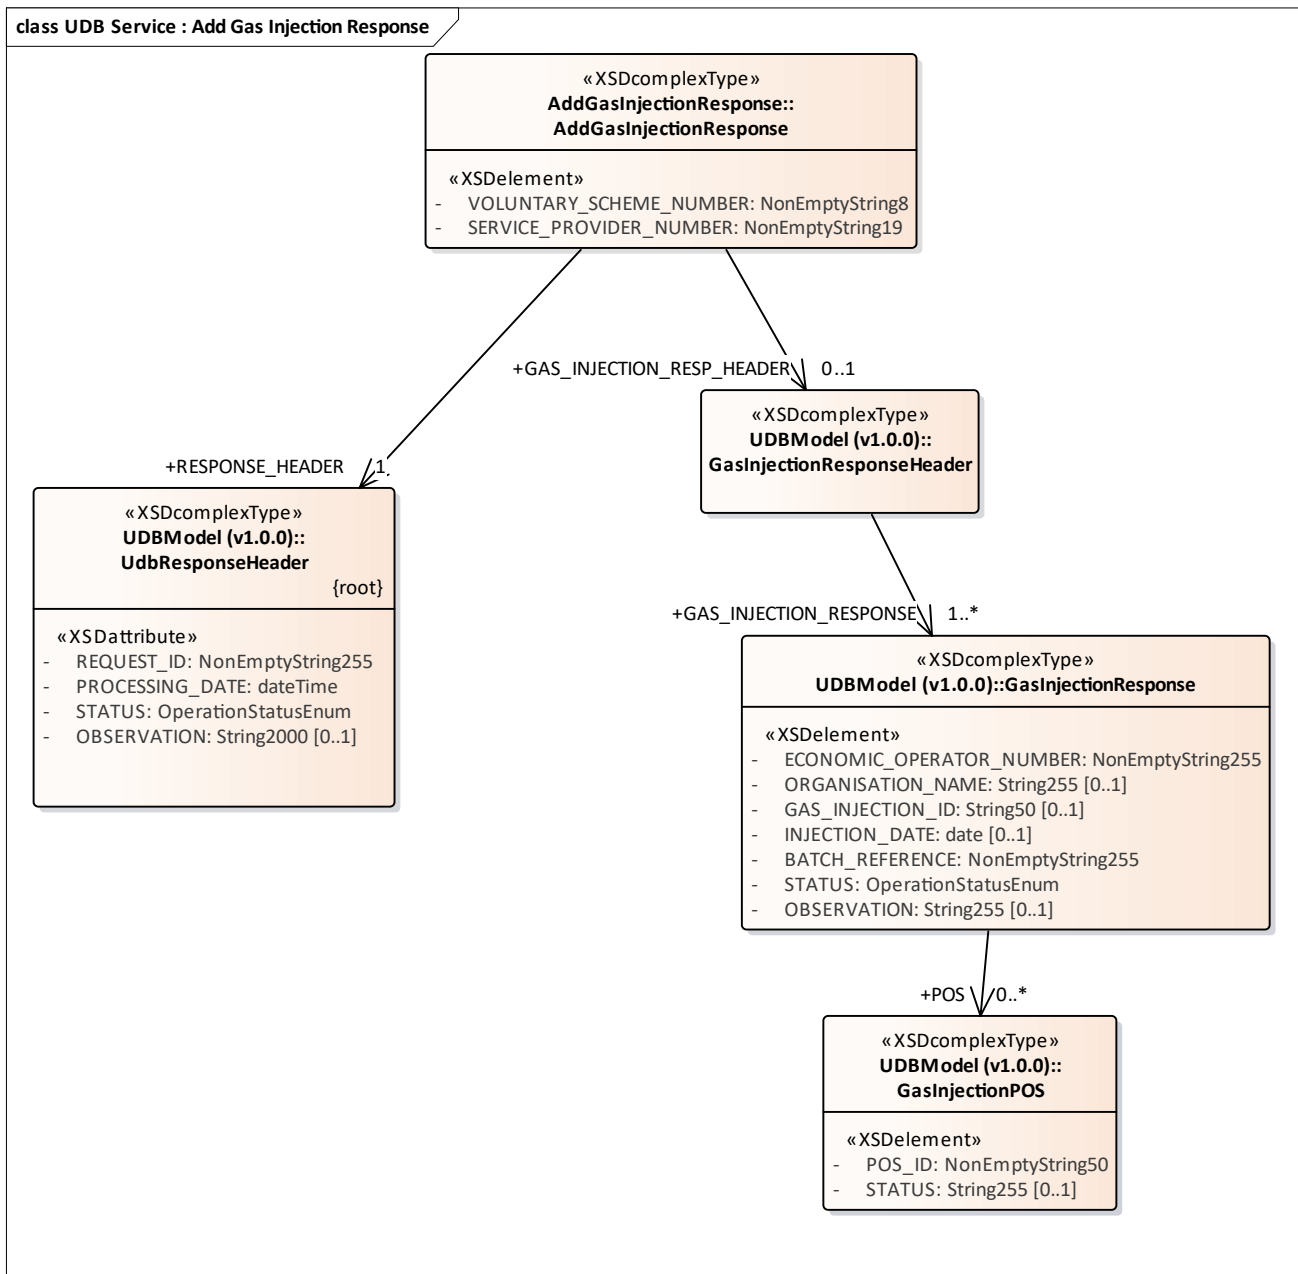 class UDB Service : Add Gas Injection Response
«XSDcomplexType»
AddGasInjectionResponse::
AddGasInjectionResponse
«XSDelement»
- VOLUNTARY_SCHEME_NUMBER: NonEmptyString8
- SERVICE_PROVIDER_NUMBER: NonEmptyString19
+GAS_INJECTION_RESP_HEADER 0..1
«XSDcomplexType»
UDBModel (v1.0.0)::
GasInjectionResponseHeader
+RESPONSE_HEADER 1
«XSDcomplexType»
UDBModel (v1.0.0)::
UdbResponseHeader
{root}
«XSDattribute»
- REQUEST_ID: NonEmptyString255
- PROCESSING_DATE: dateTime
- STATUS: OperationStatusEnum
- OBSERVATION: String2000 [0..1]
+GAS_INJECTION_RESPONSE 1..*
«XSDcomplexType»
UDBModel (v1.0.0)::GasInjectionResponse
«XSDelement»
- ECONOMIC_OPERATOR_NUMBER: NonEmptyString255
- ORGANISATION_NAME: String255 [0..1]
- GAS_INJECTION_ID: String50 [0..1]
- INJECTION_DATE: date [0..1]
- BATCH_REFERENCE: NonEmptyString255
- STATUS: OperationStatusEnum
- OBSERVATION: String255 [0..1]
+POS 0..*
«XSDcomplexType»
UDBModel (v1.0.0)::
GasInjectionPOS
«XSDelement»
- POS_ID: NonEmptyString50
- STATUS: String255 [0..1]